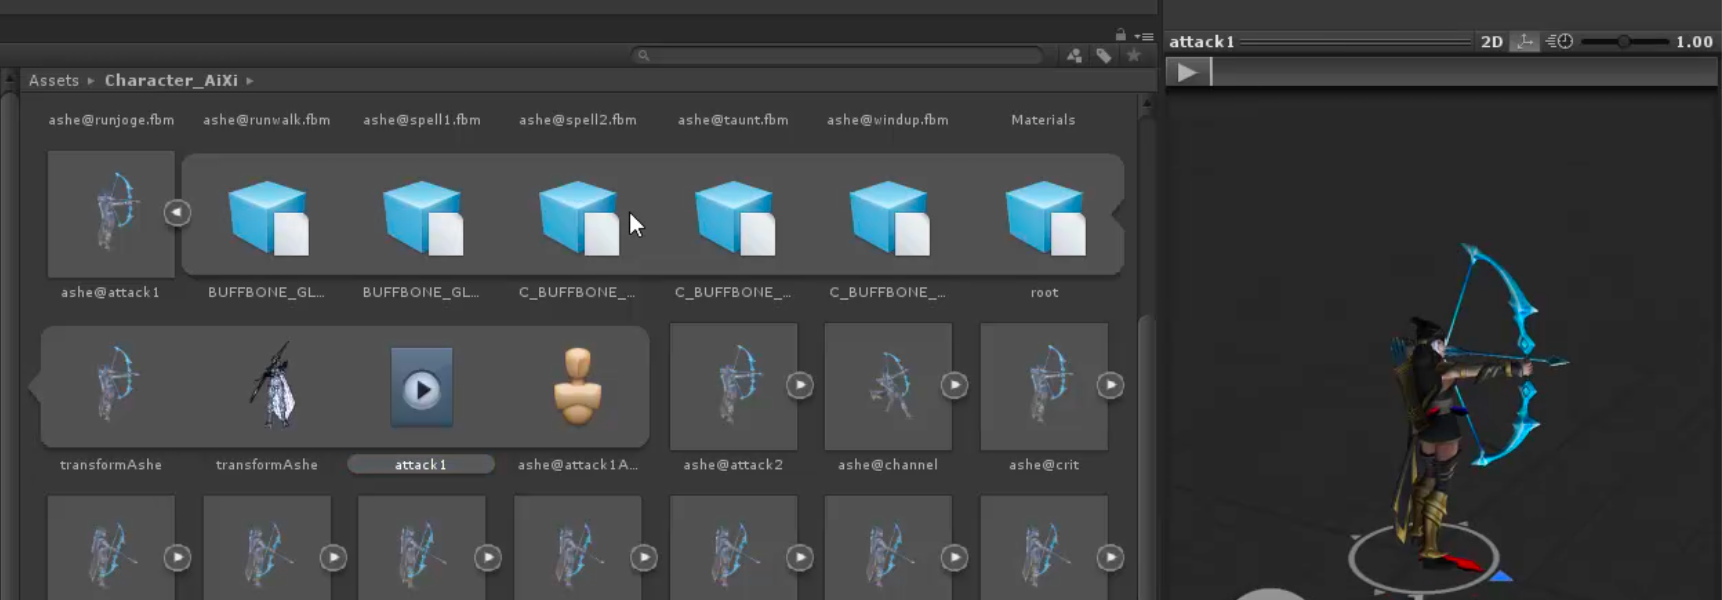 attack1 2D 1.00
Assets Character_AiXi
ashe@runjoge.fbm ashe@runwalk.fbm ashe@spell1.fbm ashe@spell2.fbm ashe@taunt.fbm ashe@windup.fbm Materials
ashe@attack1 BUFFBONE_GL... BUFFBONE_GL... C_BUFFBONE_... C_BUFFBONE_... C_BUFFBONE_... root
transformAshe transformAshe attack1 ashe@attack1A... ashe@attack2 ashe@channel ashe@crit